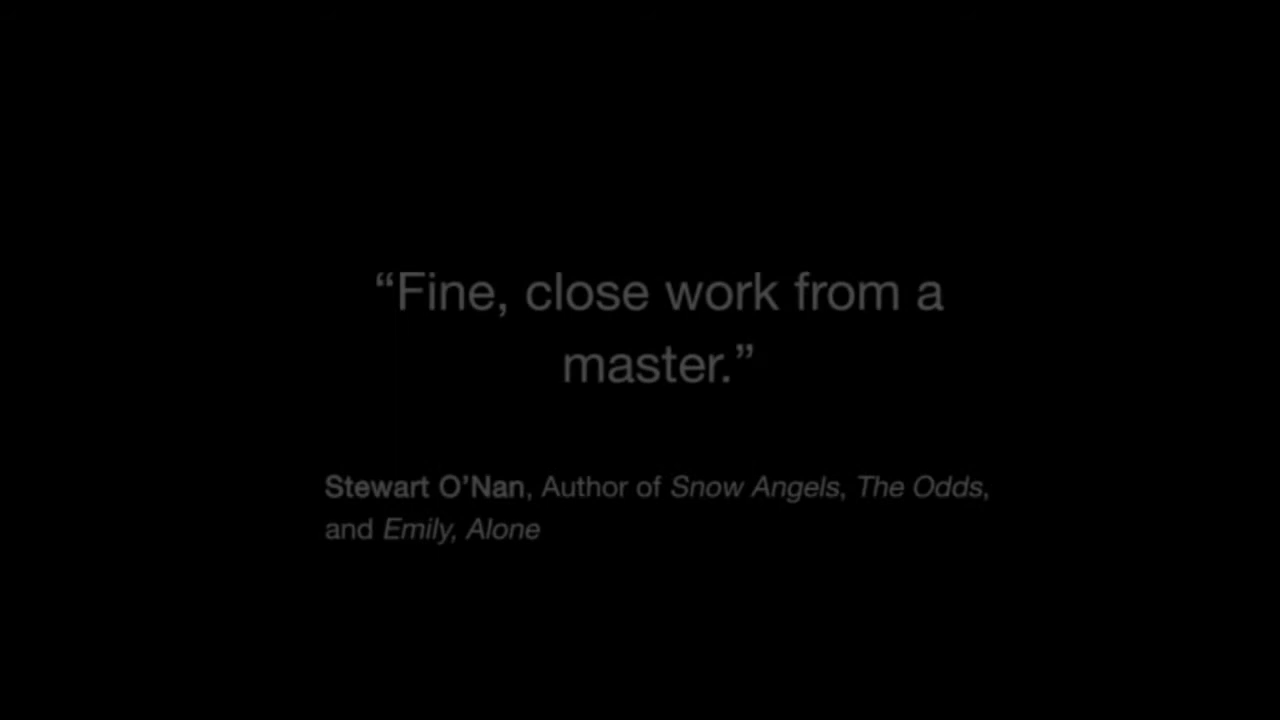 “Fine, close work from a
master.”
Stewart O’Nan, Author of Snow Angels, The Odds,
and Emily, Alone